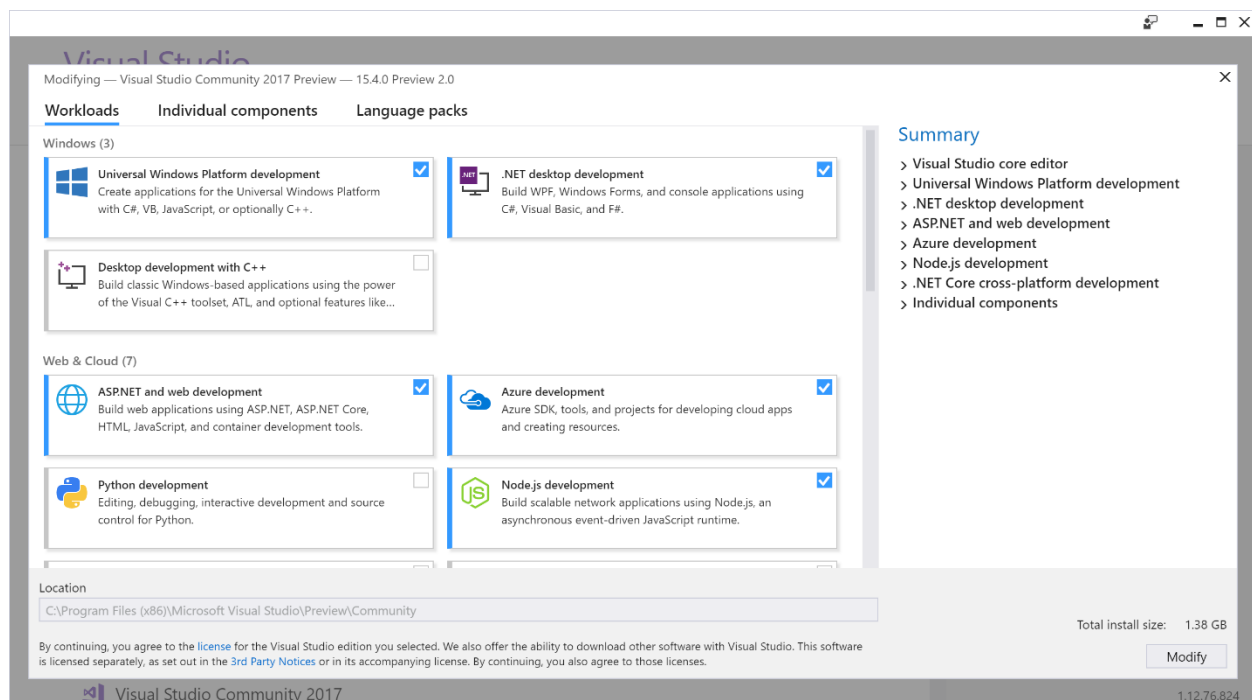 Visual Studio
Modifying — Visual Studio Community 2017 Preview — 15.4.0 Preview 2.0
Workloads
Individual components
Language packs
Windows (3)
Universal Windows Platform development
Create applications for the Universal Windows Platform
with C#, VB, JavaScript, or optionally C++.
.NET
.NET desktop development
Build WPF, Windows Forms, and console applications using
C#, Visual Basic, and F#.
Desktop development with C++
Build classic Windows-based applications using the power
of the Visual C++ toolset, ATL, and optional features like...
Web & Cloud (7)
ASP.NET and web development
Build web applications using ASP.NET, ASP.NET Core,
HTML, JavaScript, and container development tools.
Azure development
Azure SDK, tools, and projects for developing cloud apps
and creating resources.
Python development
Editing, debugging, interactive development and source
control for Python.
JS
Node.js development
Build scalable network applications using Node.js, an
asynchronous event-driven JavaScript runtime.
Summary
Visual Studio core editor
Universal Windows Platform development
.NET desktop development
ASP.NET and web development
Azure development
Node.js development
.NET Core cross-platform development
Individual components
Location
C:\Program Files (x86)\Microsoft Visual Studio\Preview\Community
By continuing, you agree to the license for the Visual Studio edition you selected. We also offer the ability to download other software with Visual Studio. This software
is licensed separately, as set out in the 3rd Party Notices or in its accompanying license. By continuing, you also agree to those licenses.
Total install size: 1.38 GB
Modify
Visual Studio Community 2017
1.12.76.824